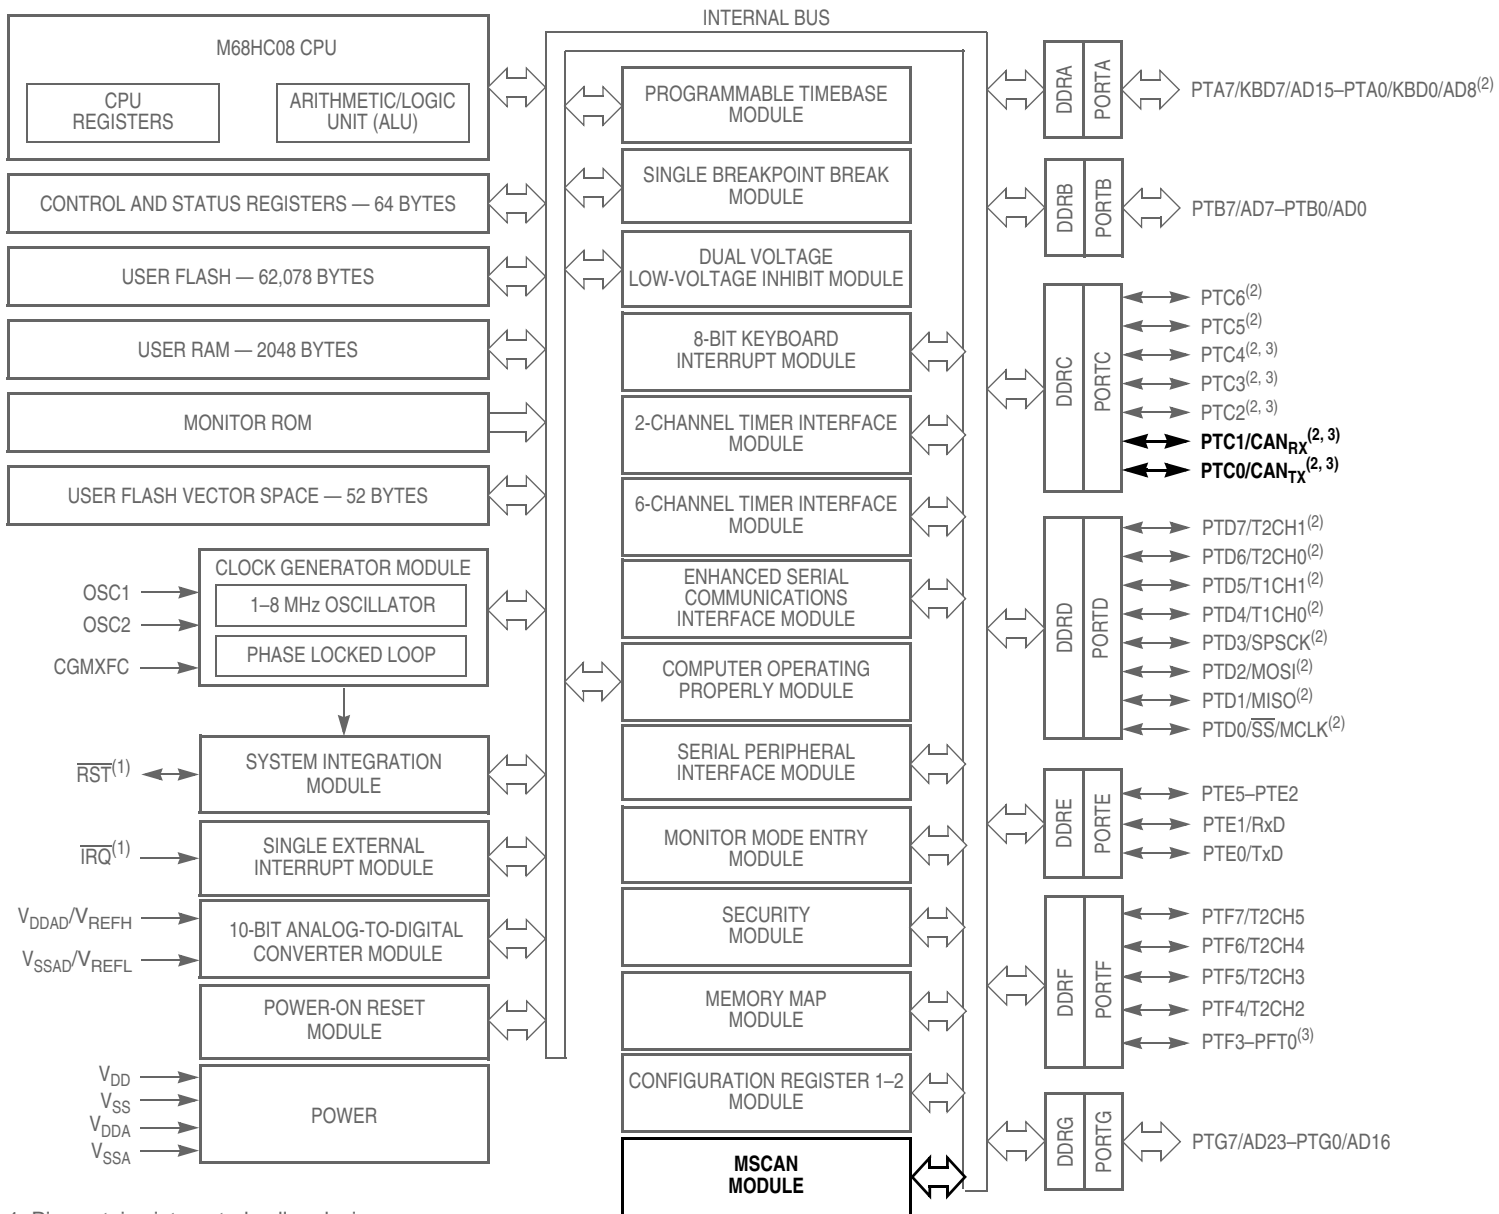 INTERNAL BUS
M68HC08 CPU
CPU
REGISTERS
ARITHMETIC/LOGIC
UNIT (ALU)
CONTROL AND STATUS REGISTERS — 64 BYTES
USER FLASH — 62,078 BYTES
USER RAM — 2048 BYTES
MONITOR ROM
USER FLASH VECTOR SPACE — 52 BYTES
OSC1
OSC2
CGMXFC
CLOCK GENERATOR MODULE
1–8 MHz OSCILLATOR
PHASE LOCKED LOOP
RST(1)
SYSTEM INTEGRATION
MODULE
IRQ(1)
SINGLE EXTERNAL
INTERRUPT MODULE
VDDAD/VREFH
VSSAD/VREFL
10-BIT ANALOG-TO-DIGITAL
CONVERTER MODULE
POWER-ON RESET
MODULE
VDD
VSS
VDDA
VSSA
POWER
PROGRAMMABLE TIMEBASE
MODULE
SINGLE BREAKPOINT BREAK
MODULE
DUAL VOLTAGE
LOW-VOLTAGE INHIBIT MODULE
8-BIT KEYBOARD
INTERRUPT MODULE
2-CHANNEL TIMER INTERFACE
MODULE
6-CHANNEL TIMER INTERFACE
MODULE
ENHANCED SERIAL
COMMUNICATIONS
INTERFACE MODULE
COMPUTER OPERATING
PROPERLY MODULE
SERIAL PERIPHERAL
INTERFACE MODULE
MONITOR MODE ENTRY
MODULE
SECURITY
MODULE
MEMORY MAP
MODULE
CONFIGURATION REGISTER 1–2
MODULE
MSCAN
MODULE
DDRA
PORTA
PTA7/KBD7/AD15–PTA0/KBD0/AD8(2)
DDRB
PORTB
PTB7/AD7–PTB0/AD0
DDRC
PORTC
PTC6(2)
PTC5(2)
PTC4(2, 3)
PTC3(2, 3)
PTC2(2, 3)
PTC1/CANRX(2, 3)
PTC0/CANTX(2, 3)
DDRD
PORTD
PTD7/T2CH1(2)
PTD6/T2CH0(2)
PTD5/T1CH1(2)
PTD4/T1CH0(2)
PTD3/SPSCK(2)
PTD2/MOSI(2)
PTD1/MISO(2)
PTD0/SS/MCLK(2)
DDRE
PORTE
PTE5–PTE2
PTE1/RxD
PTE0/TxD
DDRF
PORTF
PTF7/T2CH5
PTF6/T2CH4
PTF5/T2CH3
PTF4/T2CH2
PTF3–PFT0(3)
DDRG
PORTG
PTG7/AD23–PTG0/AD16